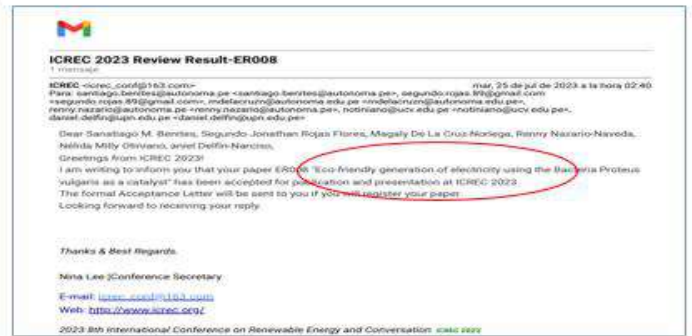 ICREC 2023 Review Result-ER008
1 mensaje
ICREC <icrec_conf@163.com> mar, 25 de jul de 2023 a la hora 02:40
Para: santiago.benites@autonoma.pe <santiago.benites@autonoma.pe>, segundo.rojas.89@gmail.com
<segundo.rojas.89@gmail.com>, mdelacruzn@autonoma.edu.pe <mdelacruzn@autonoma.edu.pe>,
renny.nazario@autonoma.pe <renny.nazario@autonoma.pe>, notiniano@ucv.edu.pe <notiniano@ucv.edu.pe>,
daniel.delfin@upn.edu.pe <daniel.delfin@upn.edu.pe>
Dear Sanatiago M. Benites, Segundo Jonathan Rojas Flores, Magaly De La Cruz-Noriega, Renny Nazario-Naveda,
Nélida Milly Otiniano, aniel Delfín-Narciso,
Greetings from ICREC 2023!
I am writing to inform you that your paper ER008 "Eco-friendly generation of electricity using the Bacteria Proteus
vulgaris as a catalyst" has been accepted for publication and presentation at ICREC 2023.
The formal Acceptance Letter will be sent to you if you will register your paper.
Looking forward to receiving your reply.
Thanks & Best Regards.
Nina Lee |Conference Secretary
E-mail: icrec_conf@163.com
Web: http://www.icrec.org/
2023 8th International Conference on Renewable Energy and Conversation ICREC 2023